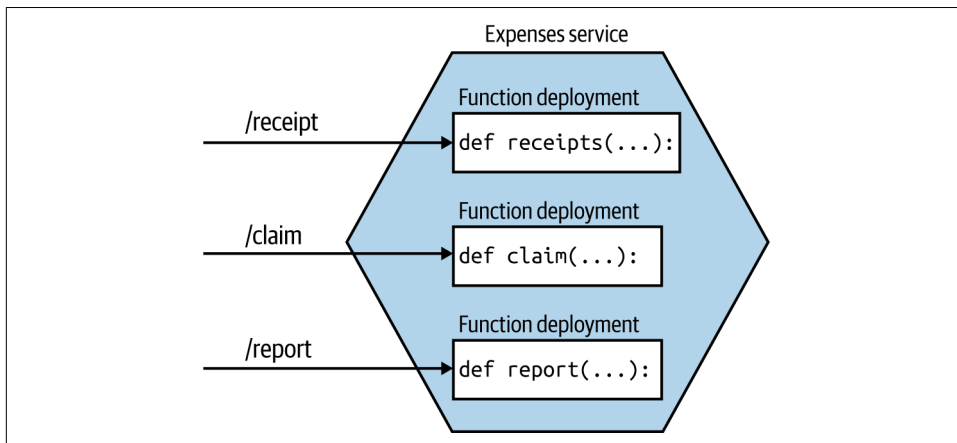 Expenses service
Function deployment
/receipt
def receipts(...):
Function deployment
/claim
def claim(...):
Function deployment
/report
def report(...):